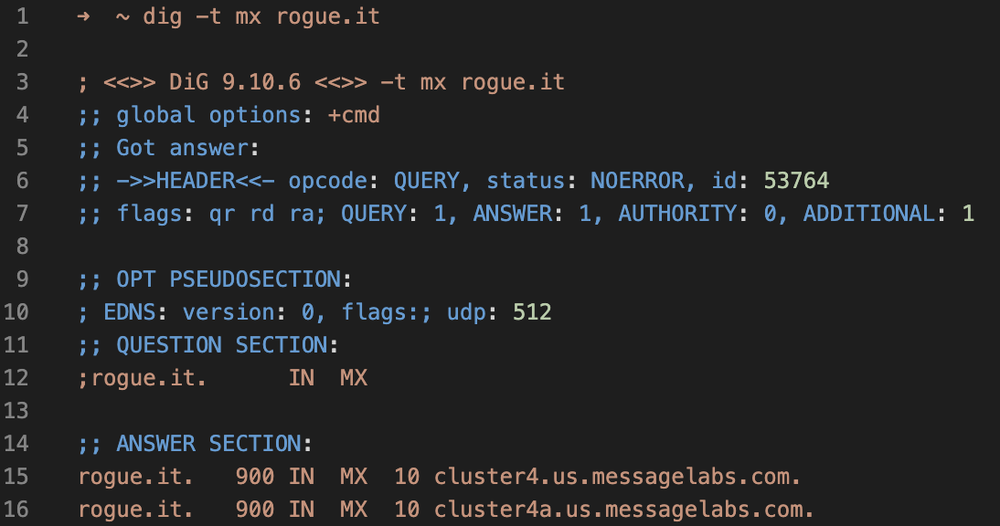 1 ➜ ~ dig -t mx rogue.it
2
3 ; <<>> DiG 9.10.6 <<>> -t mx rogue.it
4 ;; global options: +cmd
5 ;; Got answer:
6 ;; ->>HEADER<<- opcode: QUERY, status: NOERROR, id: 53764
7 ;; flags: qr rd ra; QUERY: 1, ANSWER: 1, AUTHORITY: 0, ADDITIONAL: 1
8
9 ;; OPT PSEUDOSECTION:
10 ; EDNS: version: 0, flags:; udp: 512
11 ;; QUESTION SECTION:
12 ;rogue.it. IN MX
13
14 ;; ANSWER SECTION:
15 rogue.it. 900 IN MX 10 cluster4.us.messagelabs.com.
16 rogue.it. 900 IN MX 10 cluster4a.us.messagelabs.com.